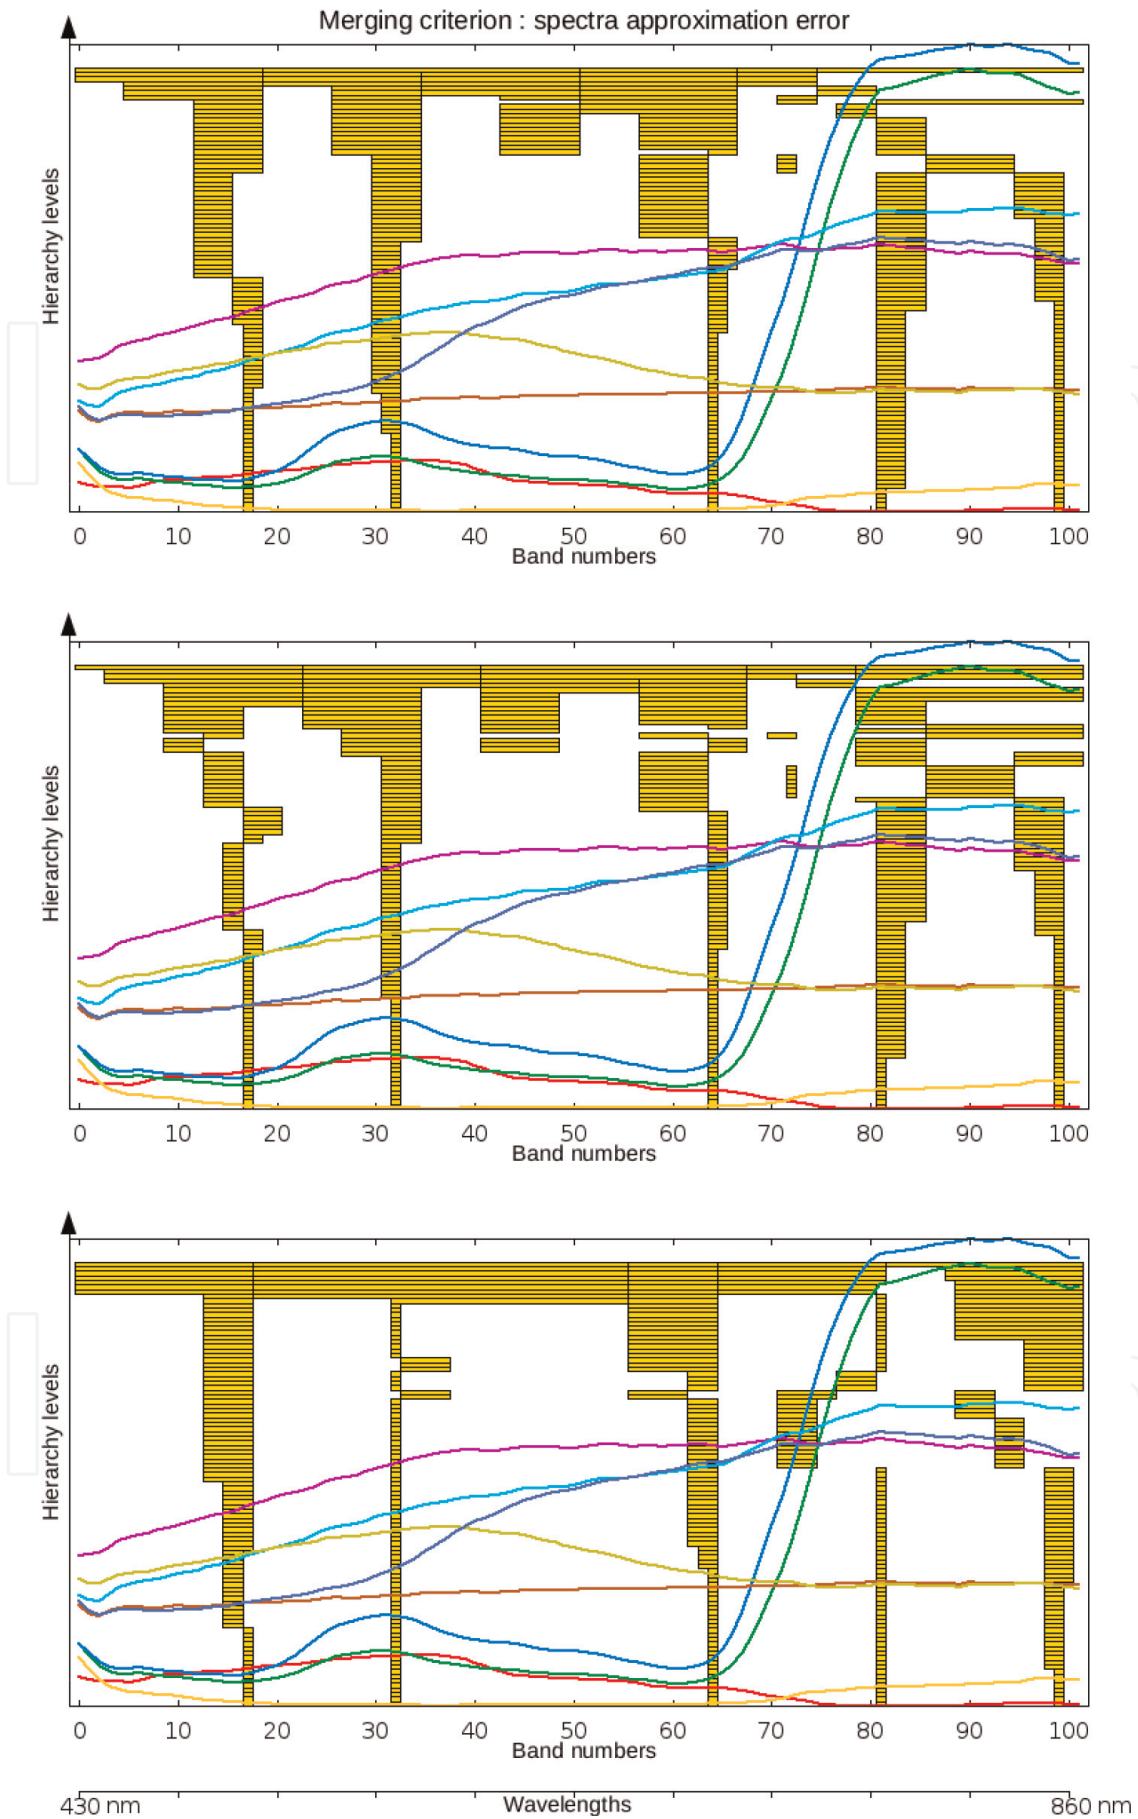 Merging criterion : spectra approximation error
Hierarchy levels
0 10 20 30 40 50 60 70 80 90 100
Band numbers
Hierarchy levels
0 10 20 30 40 50 60 70 80 90 100
Band numbers
Hierarchy levels
0 10 20 30 40 50 60 70 80 90 100
Band numbers
430 nm Wavelengths 860 nm